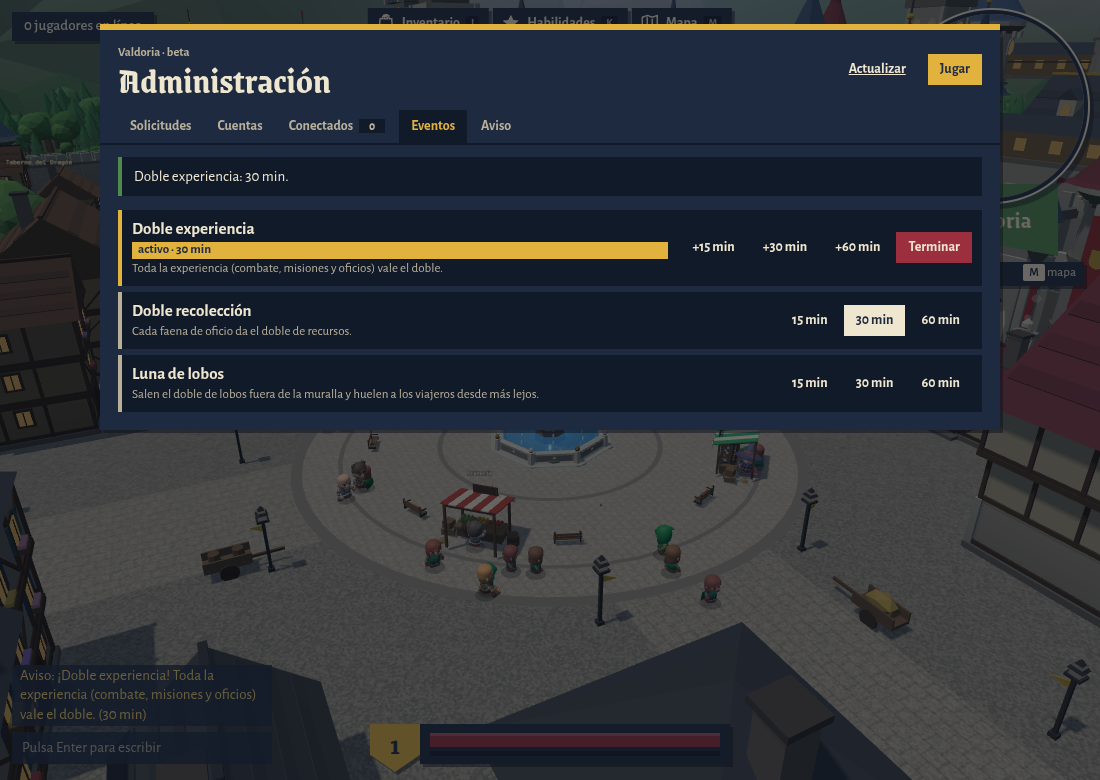 0 jugadores en línea
Inventario I
Habilidades K
Mapa M
Valdoria · beta
Administración
Actualizar
Jugar
Solicitudes
Cuentas
Conectados 0
Eventos
Aviso
Doble experiencia: 30 min.
Doble experiencia
activo · 30 min
Toda la experiencia (combate, misiones y oficios) vale el doble.
+15 min
+30 min
+60 min
Terminar
Doble recolección
Cada faena de oficio da el doble de recursos.
15 min
30 min
60 min
Luna de lobos
Salen el doble de lobos fuera de la muralla y huelen a los viajeros desde más lejos.
15 min
30 min
60 min
Taberna del Dragón
oria
M mapa
Aviso: ¡Doble experiencia! Toda la
experiencia (combate, misiones y oficios)
vale el doble. (30 min)
Pulsa Enter para escribir
1